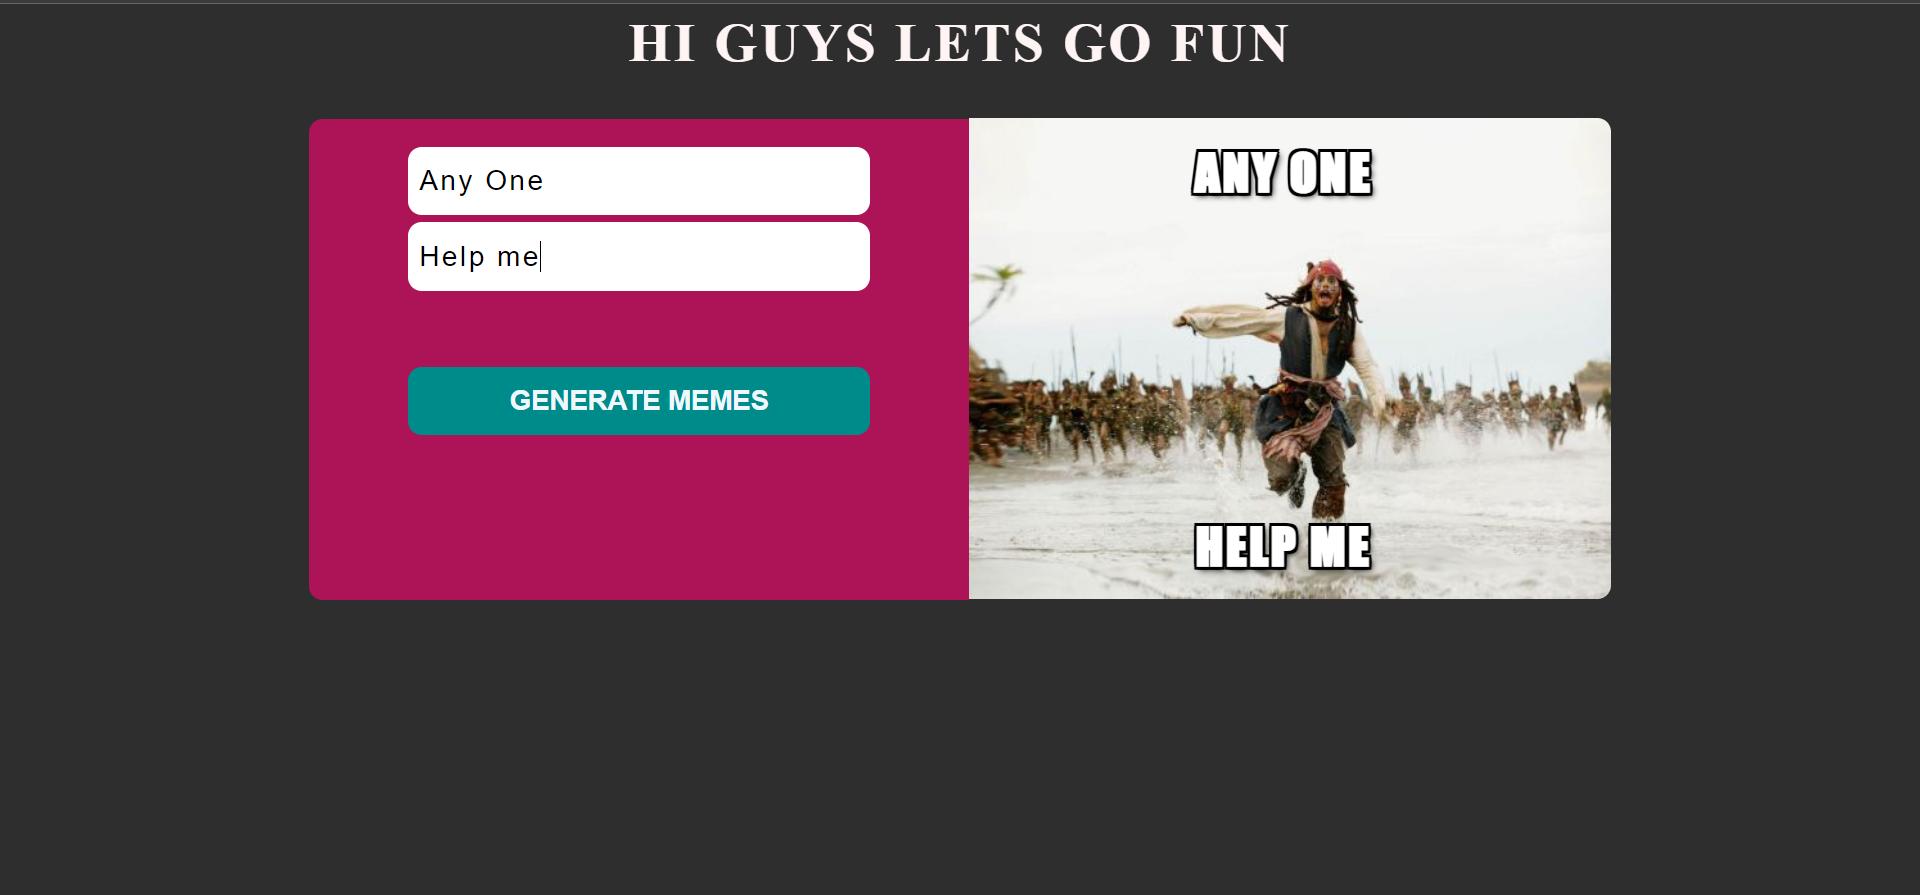 HI GUYS LETS GO FUN
Any One
Help me
GENERATE MEMES
ANY ONE
HELP ME